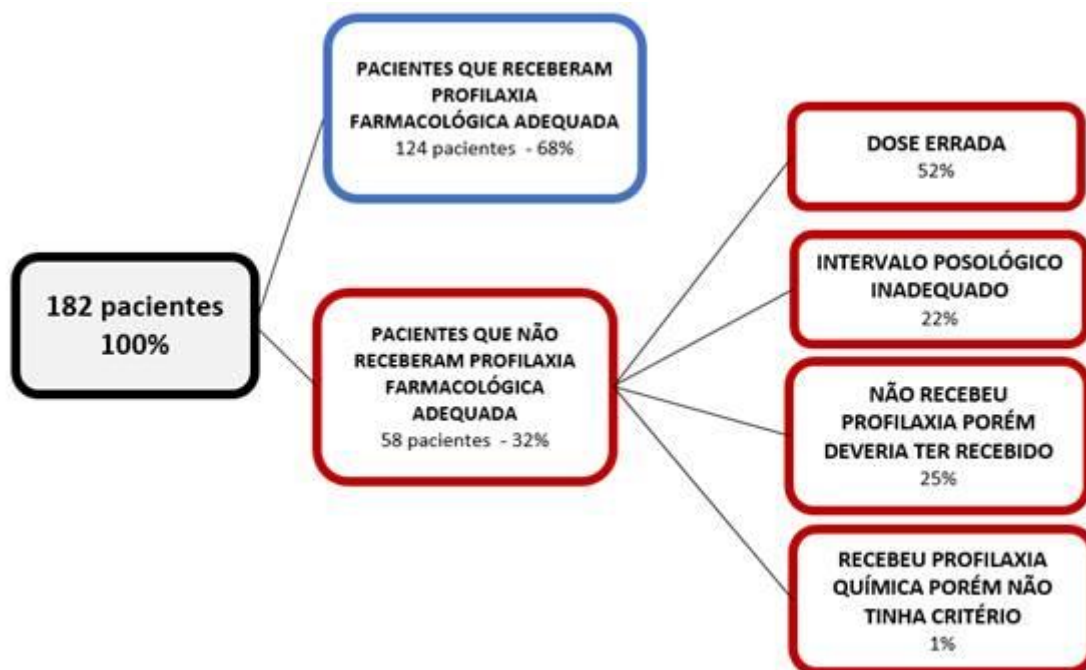 182 pacientes
100%
PACIENTES QUE RECEBERAM
PROFILAXIA
FARMACOLÓGICA ADEQUADA
124 pacientes - 68%
PACIENTES QUE NÃO
RECEBERAM PROFILAXIA
FARMACOLÓGICA
ADEQUADA
58 pacientes - 32%
DOSE ERRADA
52%
INTERVALO POSOLÓGICO
INADEQUADO
22%
NÃO RECEBEU
PROFILAXIA PORÉM
DEVERIA TER RECEBIDO
25%
RECEBEU PROFILAXIA
QUÍMICA PORÉM NÃO
TINHA CRITÉRIO
1%